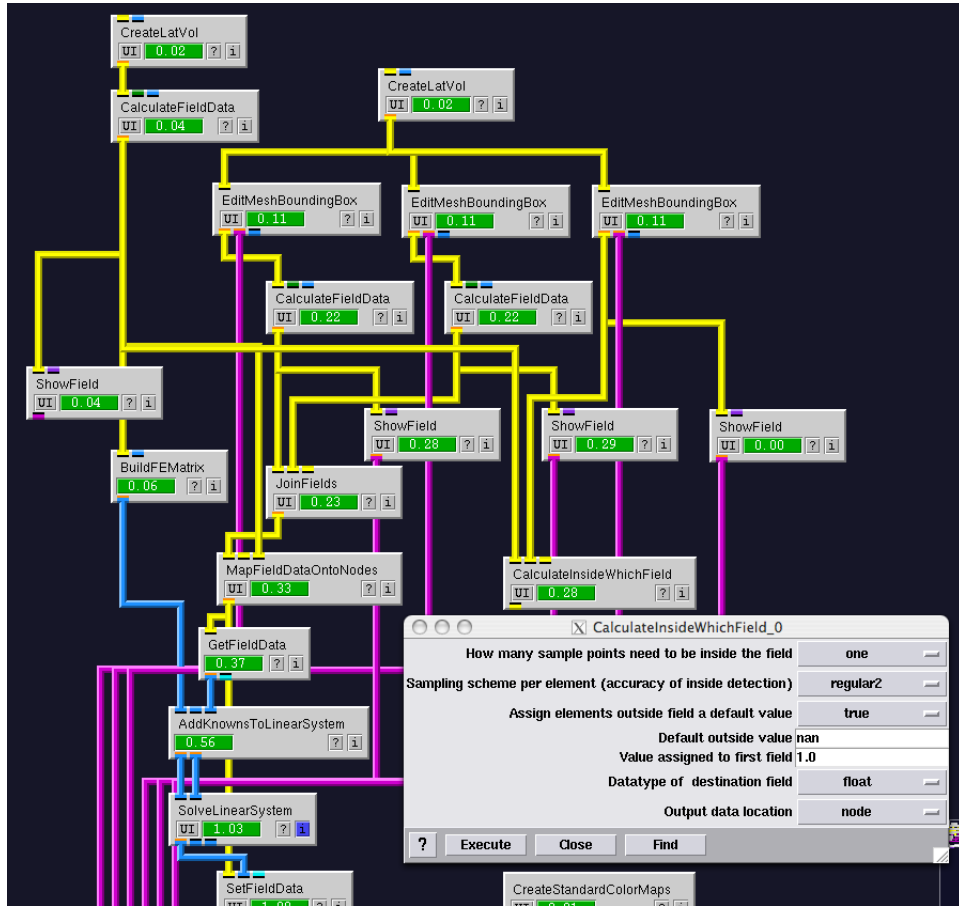 CreateLatVol
UI 0.02 ? i
CreateLatVol
UI 0.02 ? i
CalculateFieldData
UI 0.04 ? i
EditMeshBoundingBox
UI 0.11 ? i
EditMeshBoundingBox
UI 0.11 ? i
EditMeshBoundingBox
UI 0.11 ? i
CalculateFieldData
UI 0.22 ? i
CalculateFieldData
UI 0.22 ? i
ShowField
UI 0.04 ? i
ShowField
UI 0.28 ? i
ShowField
UI 0.29 ? i
ShowField
UI 0.00 ? i
BuildFEMatrix
0.06 ? i
JoinFields
UI 0.23 ? i
MapFieldDataOntoNodes
UI 0.33 ? i
CalculateInsideWhichField
UI 0.28 ? i
GetFieldData
0.37 ? i
AddKnownsToLinearSystem
0.56 ? i
SolveLinearSystem
UI 1.03 ? i
SetFieldData
UI ? i
CreateStandardColorMaps
UI ? i
X CalculateInsideWhichField_0
How many sample points need to be inside the field one
Sampling scheme per element (accuracy of inside detection) regular2
Assign elements outside field a default value true
Default outside value nan
Value assigned to first field 1.0
Datatype of destination field float
Output data location node
? Execute Close Find